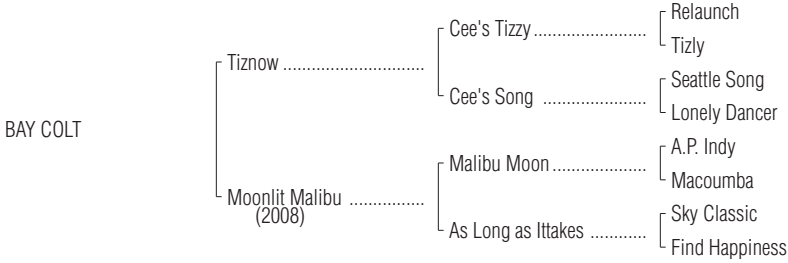 Relaunch
Cee's Tizzy
Tizly
Tiznow
Seattle Song
Cee's Song
Lonely Dancer
BAY COLT
A.P. Indy
Malibu Moon
Macoumba
Moonlit Malibu
(2008)
Sky Classic
As Long as Ittakes
Find Happiness